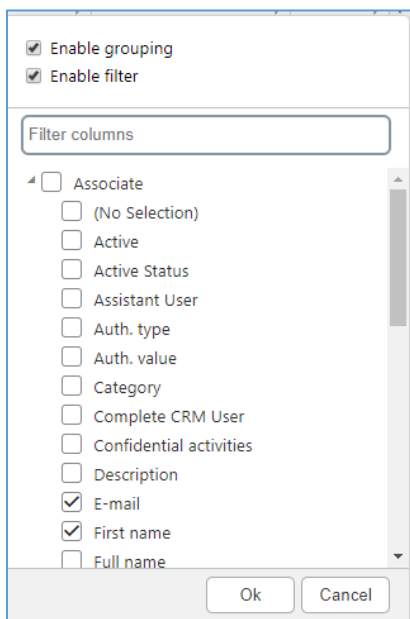 Enable grouping
Enable filter
Filter columns
Associate
(No Selection)
Active
Active Status
Assistant User
Auth. type
Auth. value
Category
Complete CRM User
Confidential activities
Description
E-mail
First name
Full name
Ok Cancel